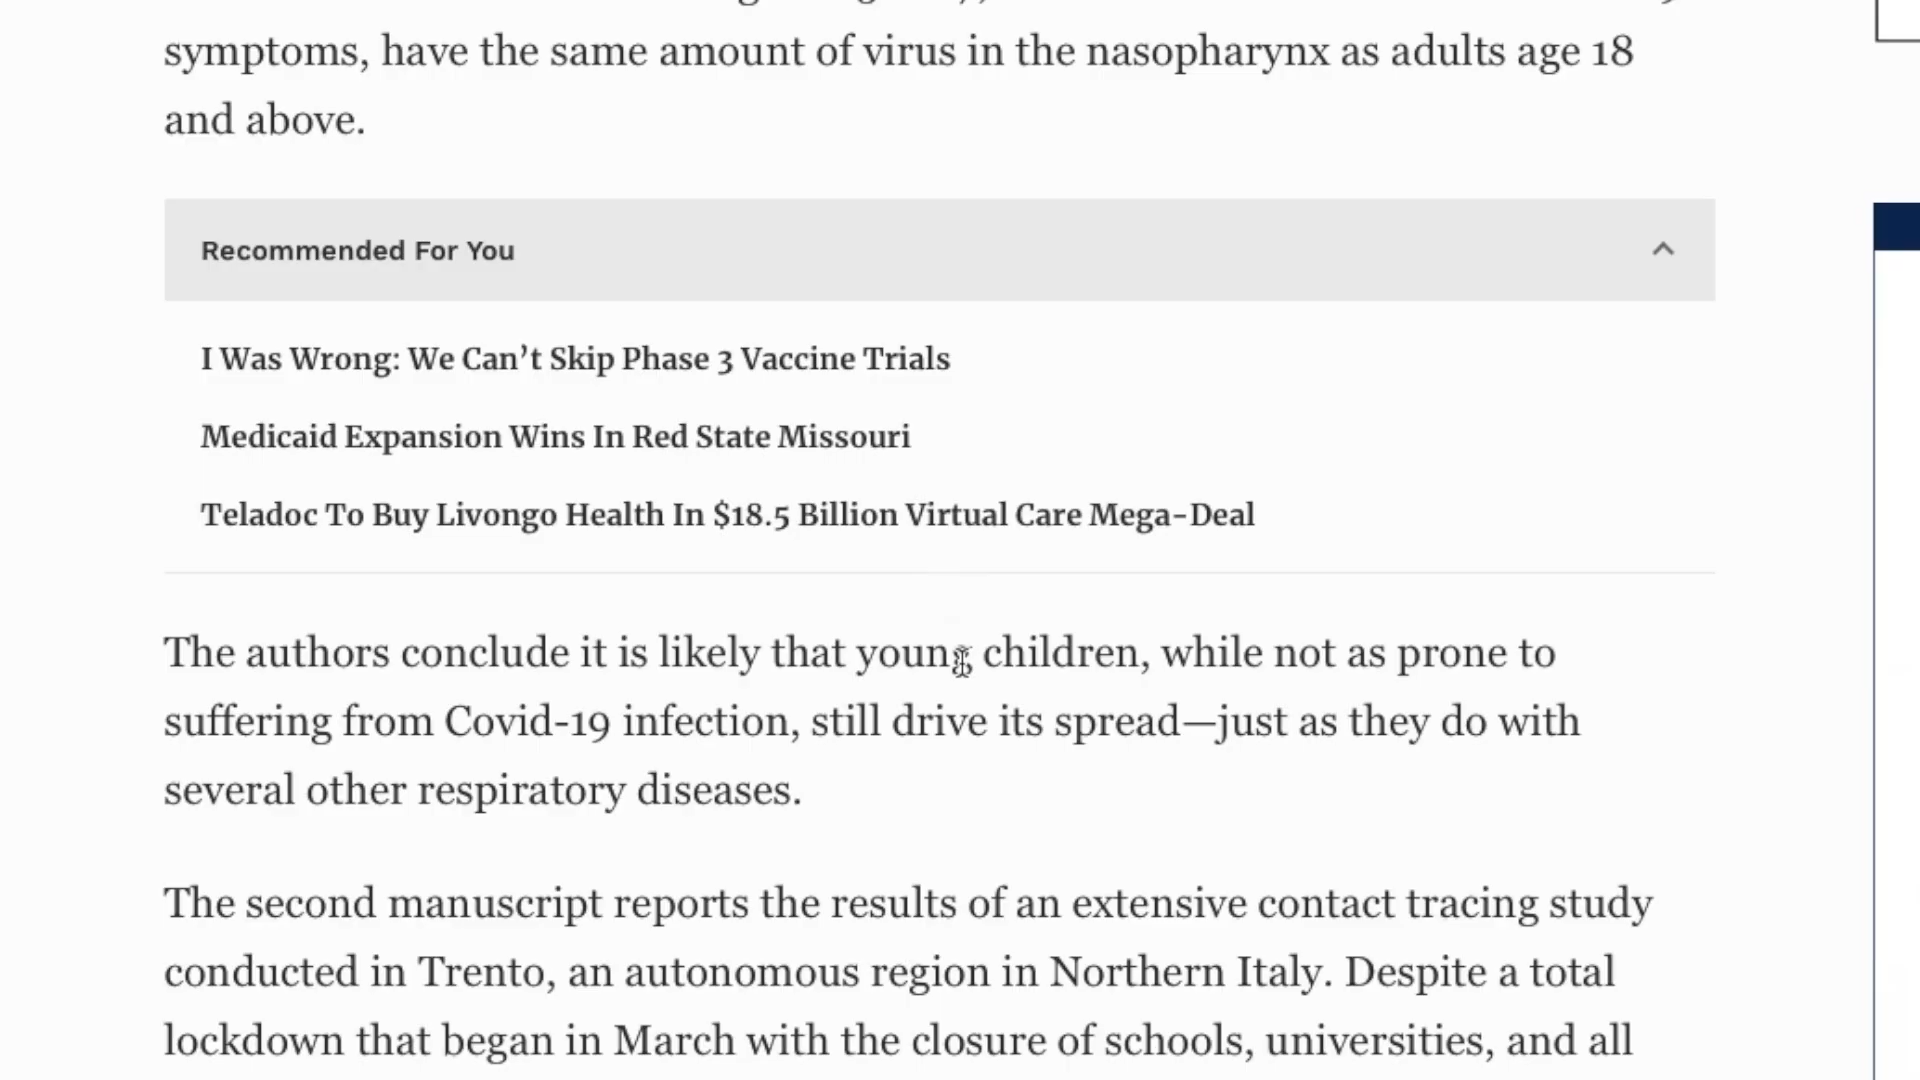 symptoms, have the same amount of virus in the nasopharynx as adults age 18
and above.
Recommended For You
I Was Wrong: We Can’t Skip Phase 3 Vaccine Trials
Medicaid Expansion Wins In Red State Missouri
Teladoc To Buy Livongo Health In $18.5 Billion Virtual Care Mega-Deal
The authors conclude it is likely that young children, while not as prone to
suffering from Covid-19 infection, still drive its spread—just as they do with
several other respiratory diseases.
The second manuscript reports the results of an extensive contact tracing study
conducted in Trento, an autonomous region in Northern Italy. Despite a total
lockdown that began in March with the closure of schools, universities, and all